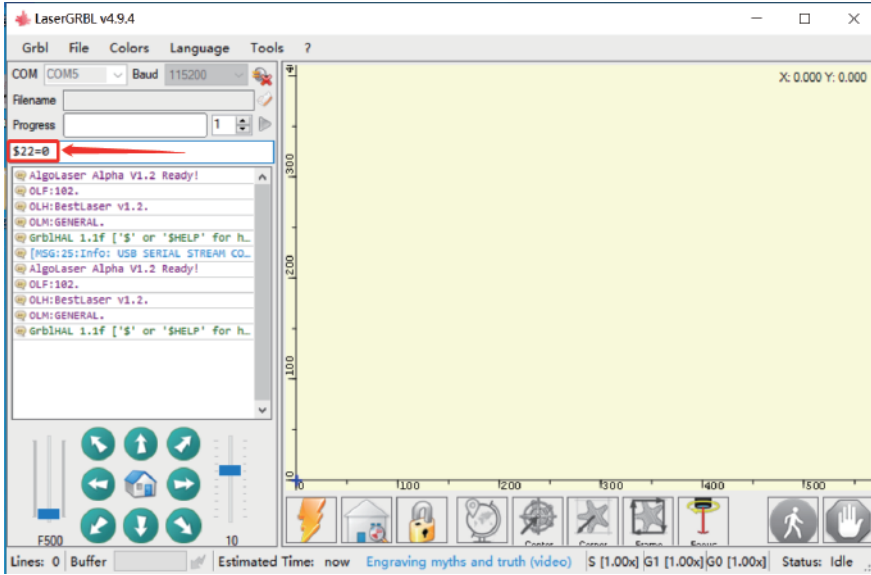 LaserGRBL v4.9.4
Grbl File Colors Language Tools ?
COM COM5 Baud 115200
Filename
X: 0.000 Y: 0.000
Progress 1
$22=0
AlgoLaser Alpha V1.2 Ready!
OLF:102.
OLH:BestLaser v1.2.
OLM:GENERAL.
GrblHAL 1.1f ['$' or '$HELP' for h…
[MSG:25:Info: USB SERIAL STREAM CO…
AlgoLaser Alpha V1.2 Ready!
OLF:102.
OLH:BestLaser v1.2.
OLM:GENERAL.
GrblHAL 1.1f ['$' or '$HELP' for h…
300
200
100
0
0 100 200 300 400 500
F500 10
Center Corner Frame Focus
Lines: 0 Buffer Estimated Time: now Engraving myths and truth (video) S [1.00x] G1 [1.00x] G0 [1.00x] Status: Idle